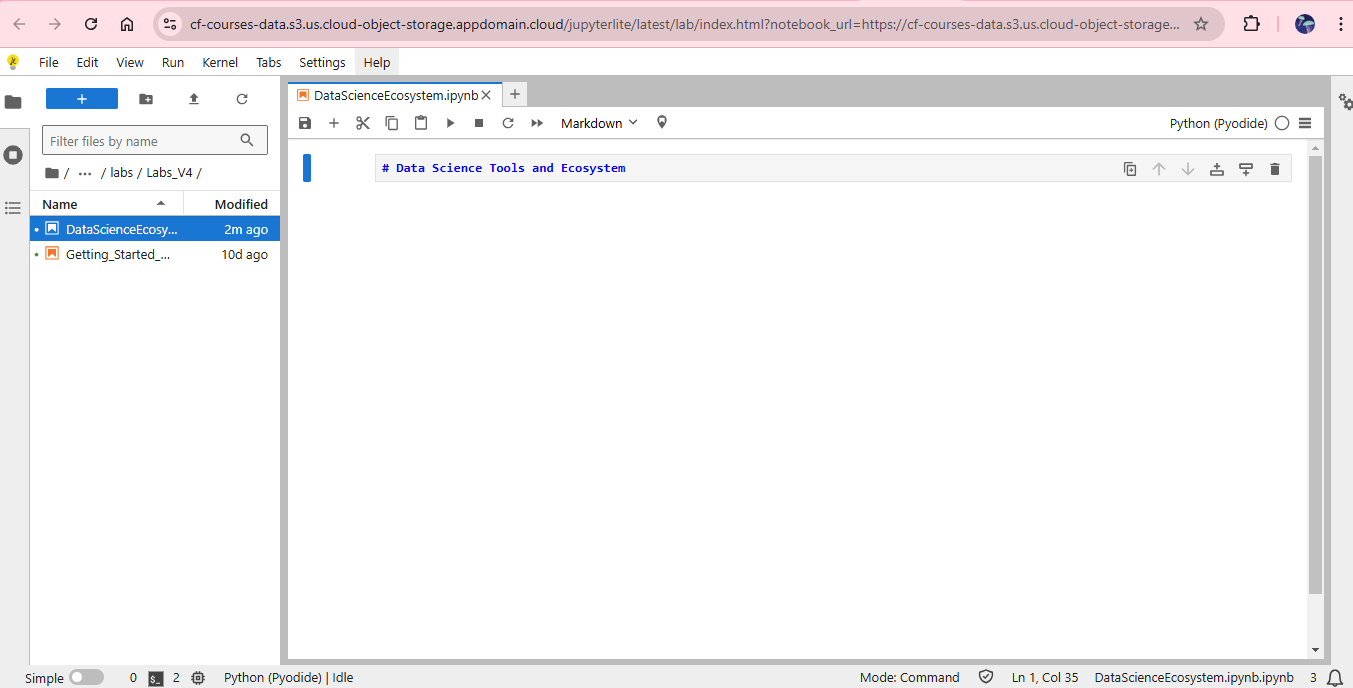 cf-courses-data.s3.us.cloud-object-storage.appdomain.cloud/jupyterlite/latest/lab/index.html?notebook_url=https://cf-courses-data.s3.us.cloud-object-storage...
File Edit View Run Kernel Tabs Settings Help
DataScienceEcosystem.ipynb
Filter files by name
Markdown
Python (Pyodide)
/ ... / labs / Labs_V4 /
# Data Science Tools and Ecosystem
Name Modified
DataScienceEcosy... 2m ago
Getting_Started_... 10d ago
Simple 0 $_ 2 Python (Pyodide) | Idle Mode: Command Ln 1, Col 35 DataScienceEcosystem.ipynb.ipynb 3